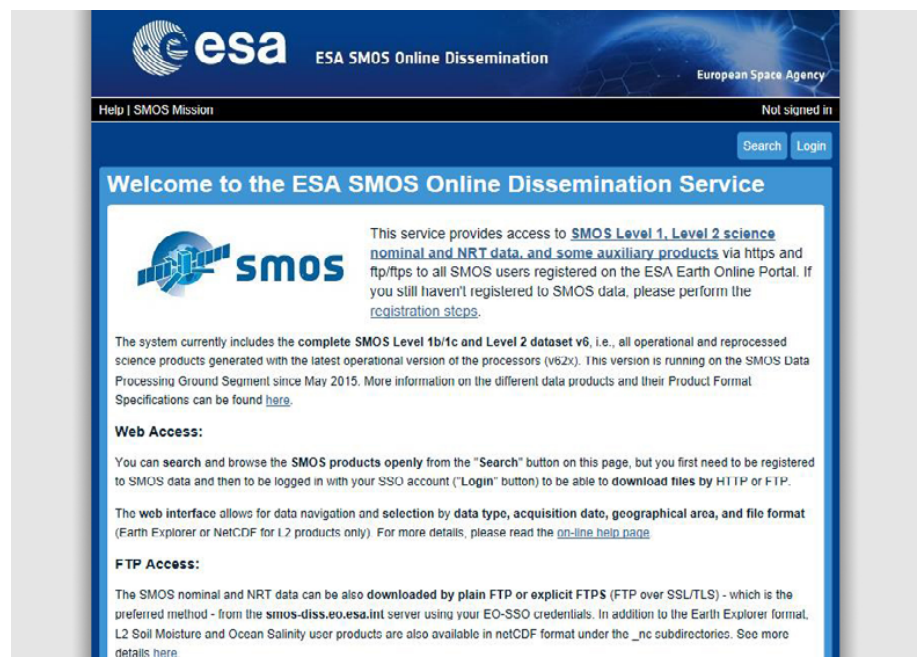 esa
ESA SMOS Online Dissemination
European Space Agency
Help | SMOS Mission
Not signed in
Search Login
Welcome to the ESA SMOS Online Dissemination Service
smos
This service provides access to SMOS Level 1, Level 2 science
nominal and NRT data, and some auxiliary products via https and
ftp/ftps to all SMOS users registered on the ESA Earth Online Portal. If
you still haven't registered to SMOS data, please perform the
registration steps.
The system currently includes the complete SMOS Level 1b/1c and Level 2 dataset v6, i.e., all operational and reprocessed
science products generated with the latest operational version of the processors (v62x). This version is running on the SMOS Data
Processing Ground Segment since May 2015. More information on the different data products and their Product Format
Specifications can be found here.
Web Access:
You can search and browse the SMOS products openly from the "Search" button on this page, but you first need to be registered
to SMOS data and then to be logged in with your SSO account ("Login" button) to be able to download files by HTTP or FTP.
The web interface allows for data navigation and selection by data type, acquisition date, geographical area, and file format
(Earth Explorer or NetCDF for L2 products only). For more details, please read the on-line help page
FTP Access:
The SMOS nominal and NRT data can be also downloaded by plain FTP or explicit FTPS (FTP over SSL/TLS) - which is the
preferred method - from the smos-diss.eo.esa.int server using your EO-SSO credentials. In addition to the Earth Explorer format,
L2 Soil Moisture and Ocean Salinity user products are also available in netCDF format under the _nc subdirectories. See more
details here